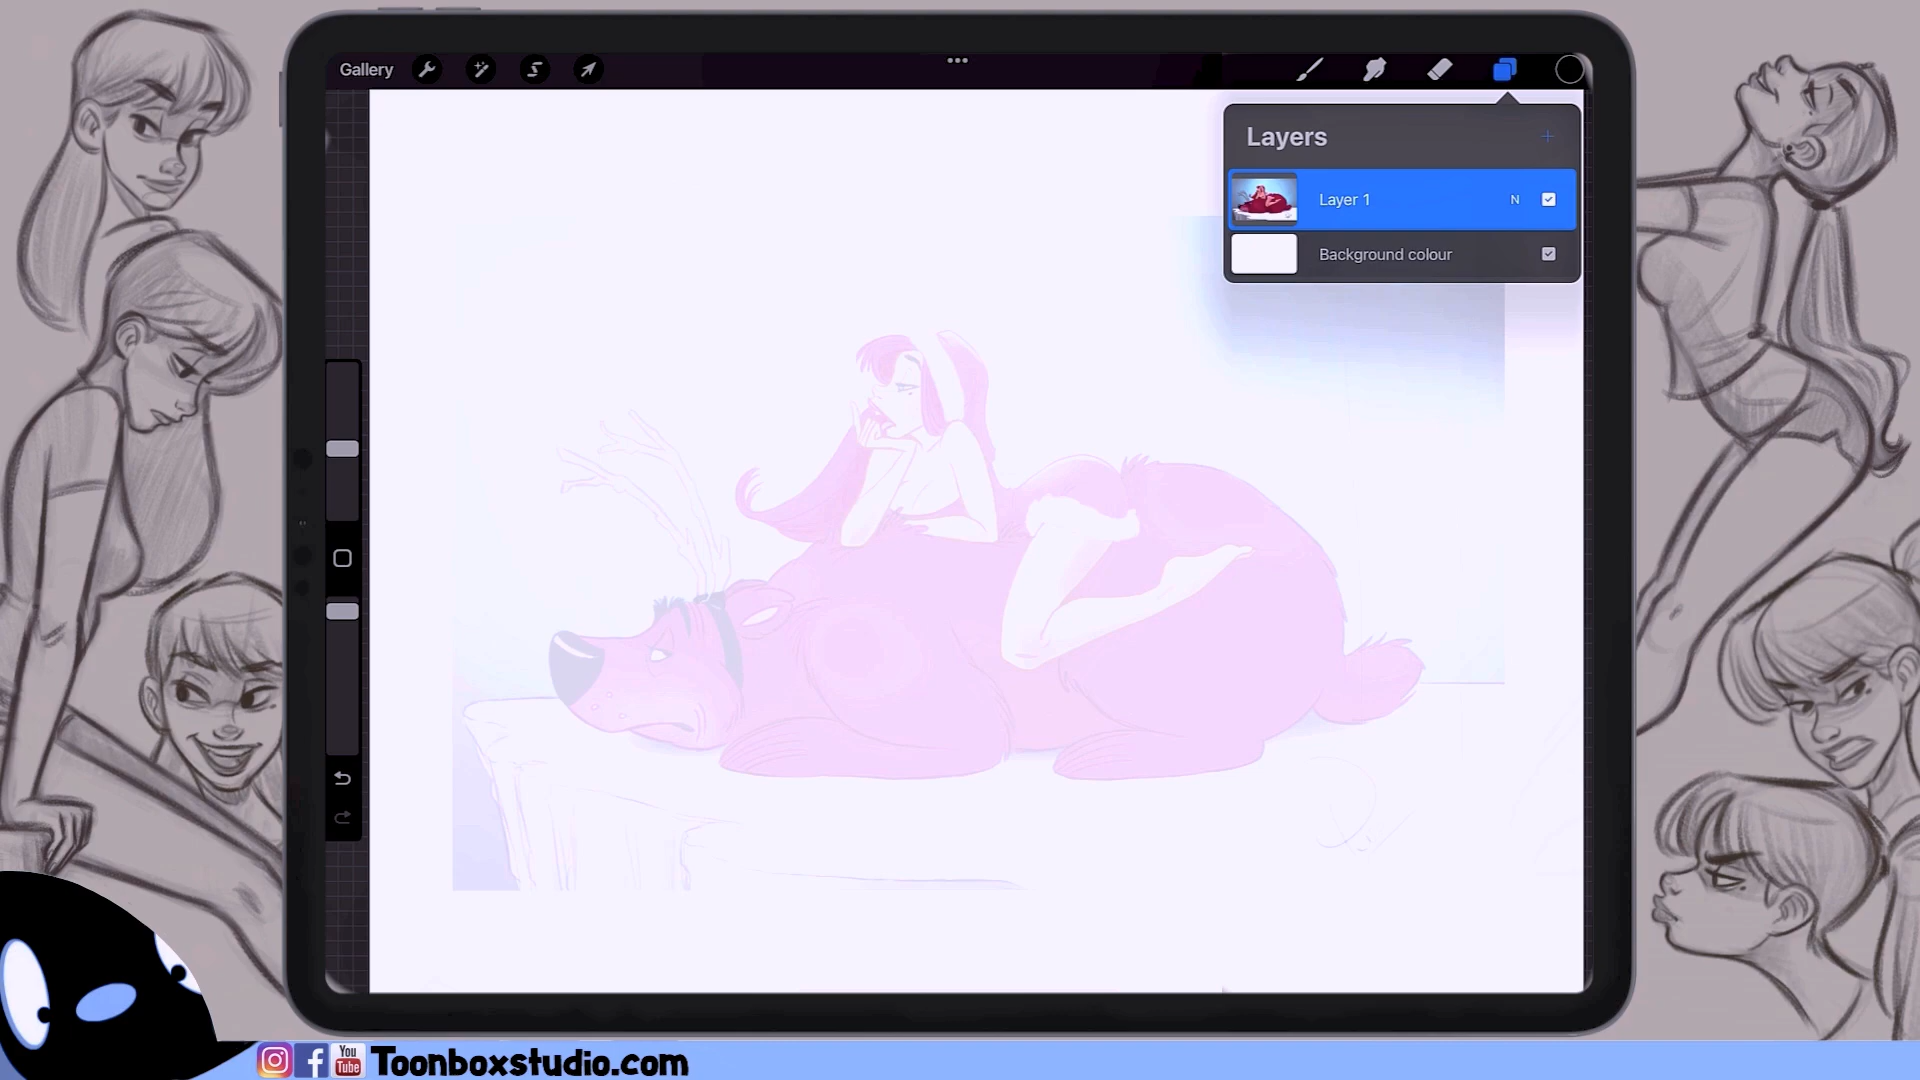 Gallery
Layers
Layer 1
N
Background colour
You
Tube
Toonboxstudio.com